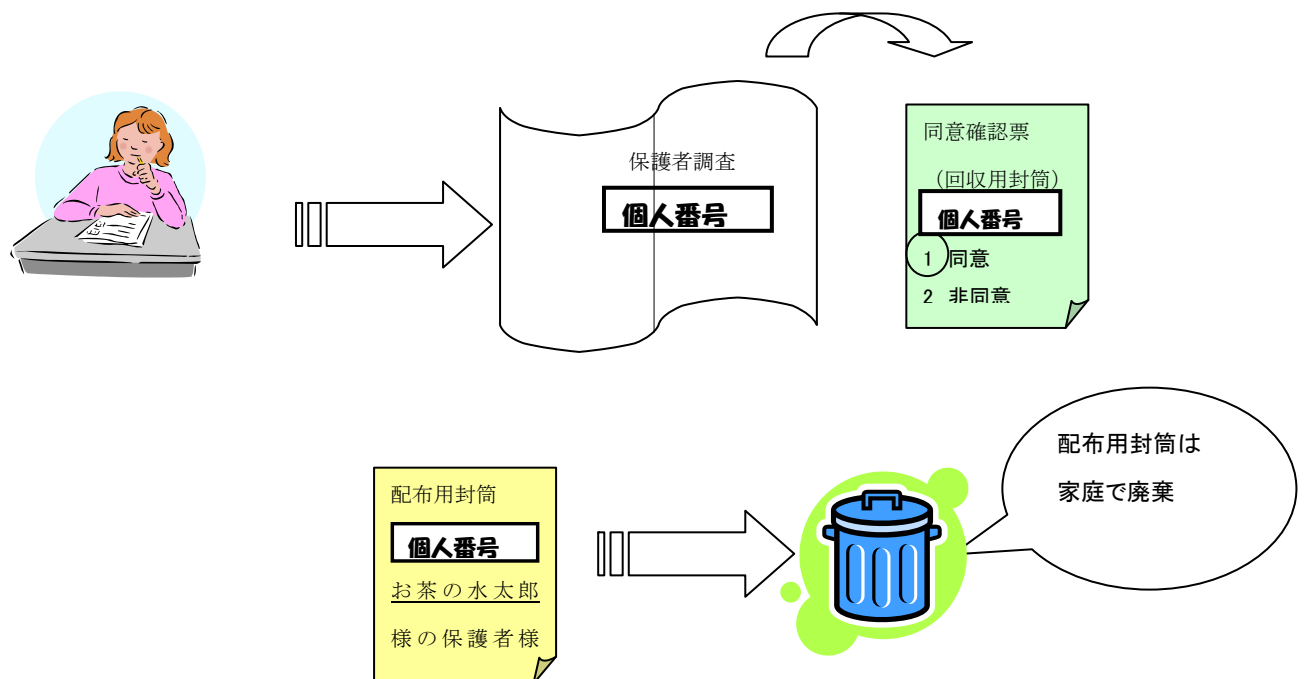 保護者調査
個人番号
同意確認票
（回収用封筒）
個人番号
1 同意
2 非同意
配布用封筒は
家庭で廃棄
配布用封筒
個人番号
お茶の水太郎
様の保護者様